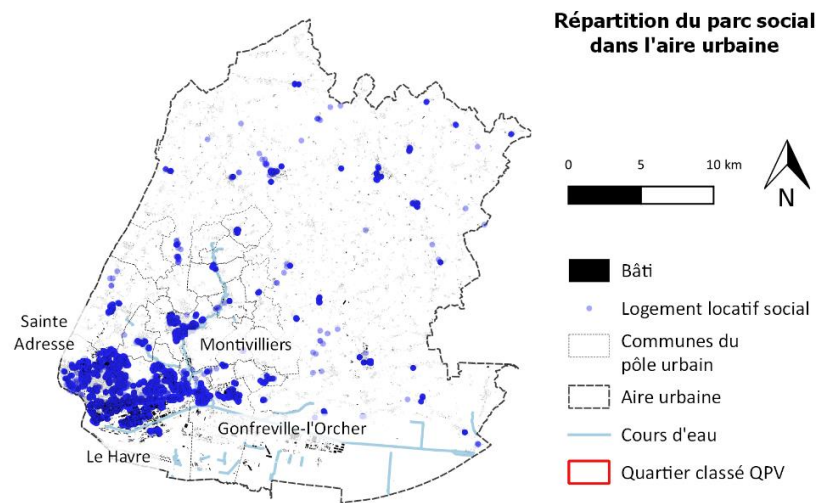 Répartition du parc social
dans l'aire urbaine
0 5 10 km
N
Bâti
Logement locatif social
Communes du
pôle urbain
Aire urbaine
Cours d'eau
Quartier classé QPV
Sainte
Adresse
Montivilliers
Gonfreville-l'Orcher
Le Havre